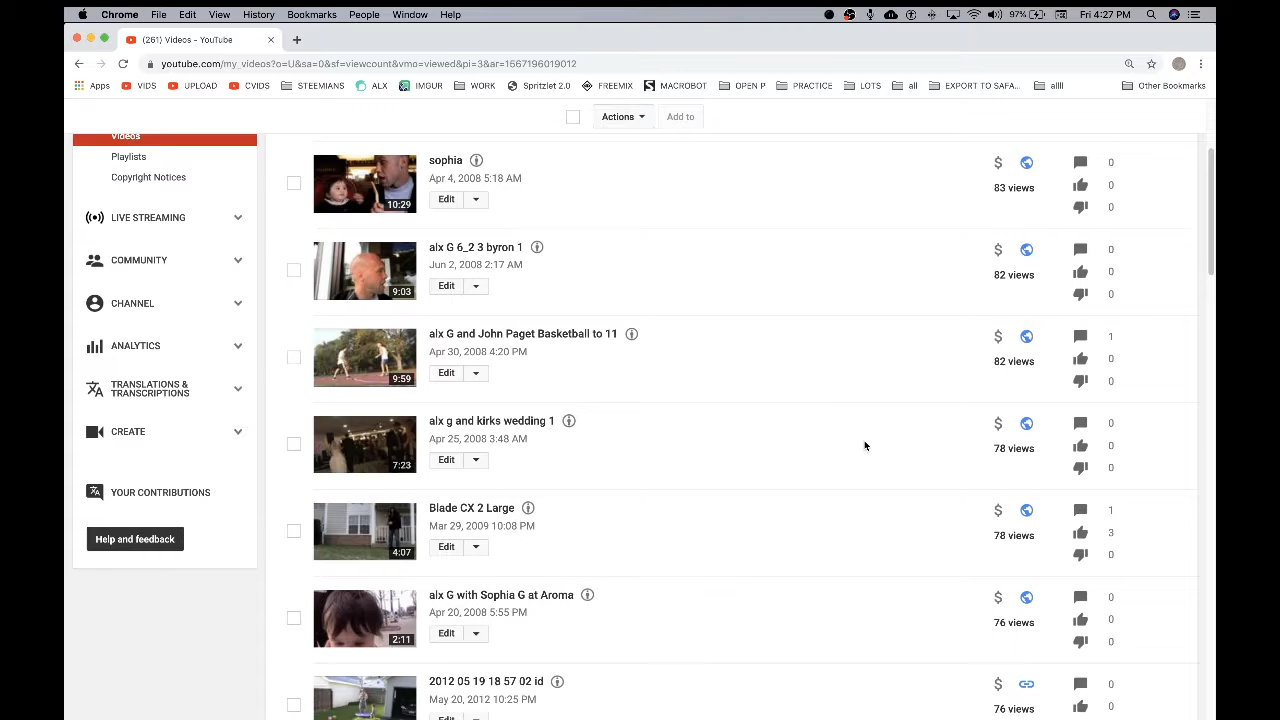 Chrome File Edit View History Bookmarks People Window Help 97% Fri 4:27 PM
(261) Videos - YouTube
youtube.com/my_videos?o=U&sa=0&sf=viewcount&vmo=viewed&pi=3&ar=1567196019012
Apps VIDS UPLOAD CVIDS STEEMIANS ALX IMGUR WORK Spritzlet 2.0 FREEMIX MACROBOT OPEN P PRACTICE LOTS all EXPORT TO SAFA... allll Other Bookmarks
Actions Add to
Videos
Playlists
Copyright Notices
LIVE STREAMING
COMMUNITY
CHANNEL
ANALYTICS
TRANSLATIONS &
TRANSCRIPTIONS
CREATE
YOUR CONTRIBUTIONS
Help and feedback
sophia
Apr 4, 2008 5:18 AM
10:29
Edit
$ 0
83 views 0
0
alx G 6_2 3 byron 1
Jun 2, 2008 2:17 AM
9:03
Edit
$ 0
82 views 0
0
alx G and John Paget Basketball to 11
Apr 30, 2008 4:20 PM
9:59
Edit
$ 1
82 views 0
0
alx g and kirks wedding 1
Apr 25, 2008 3:48 AM
7:23
Edit
$ 0
78 views 0
0
Blade CX 2 Large
Mar 29, 2009 10:08 PM
4:07
Edit
$ 1
78 views 3
0
alx G with Sophia G at Aroma
Apr 20, 2008 5:55 PM
2:11
Edit
$ 0
76 views 0
0
2012 05 19 18 57 02 id
May 20, 2012 10:25 PM
Edit
$ 0
76 views 0